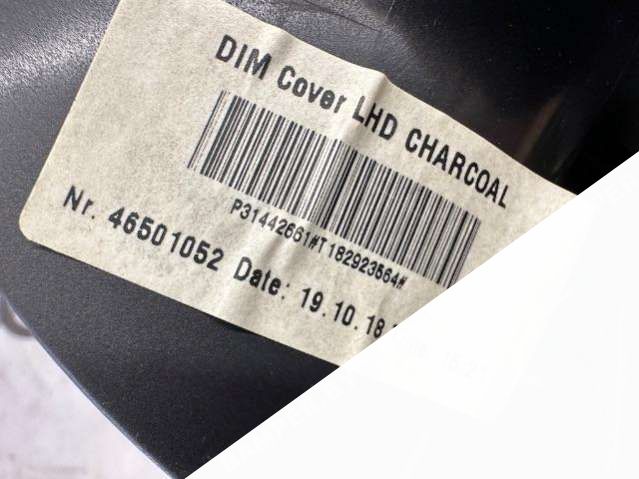 DIM Cover LHD CHARCOAL
P31442661#T182923564#
Nr. 46501052 Date: 19.10.18